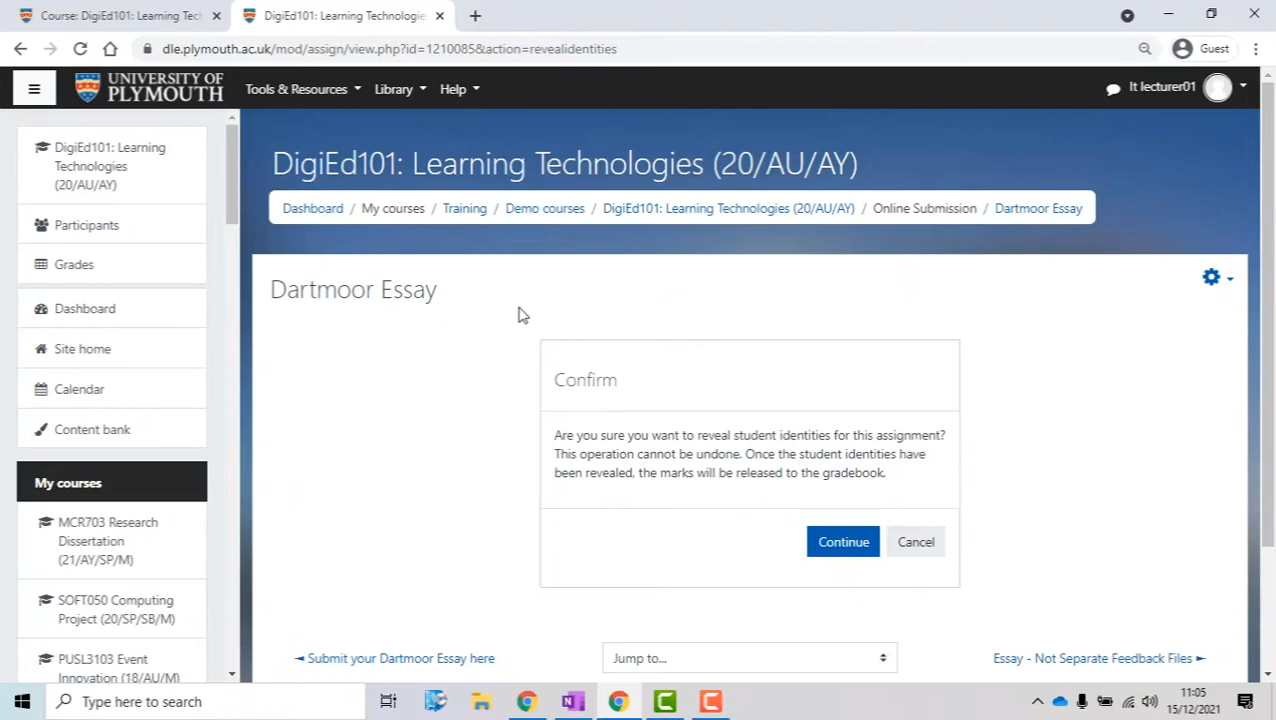 Course: DigiEd101: Learning Tech
DigiEd101: Learning Technologie
dle.plymouth.ac.uk/mod/assign/view.php?id=1210085&action=revealidentities
Guest
UNIVERSITY OF
PLYMOUTH
Tools & Resources
Library
Help
lt lecturer01
DigiEd101: Learning
Technologies
(20/AU/AY)
Participants
Grades
Dashboard
Site home
Calendar
Content bank
My courses
MCR703 Research
Dissertation
(21/AY/SP/M)
SOFT050 Computing
Project (20/SP/SB/M)
PUSL3103 Event
Innovation (18/AU/M)
DigiEd101: Learning Technologies (20/AU/AY)
Dashboard / My courses / Training / Demo courses / DigiEd101: Learning Technologies (20/AU/AY) / Online Submission / Dartmoor Essay
Dartmoor Essay
Confirm
Are you sure you want to reveal student identities for this assignment?
This operation cannot be undone. Once the student identities have
been revealed, the marks will be released to the gradebook.
Continue
Cancel
◄ Submit your Dartmoor Essay here
Jump to...
Essay - Not Separate Feedback Files ►
Type here to search
11:05
15/12/2021